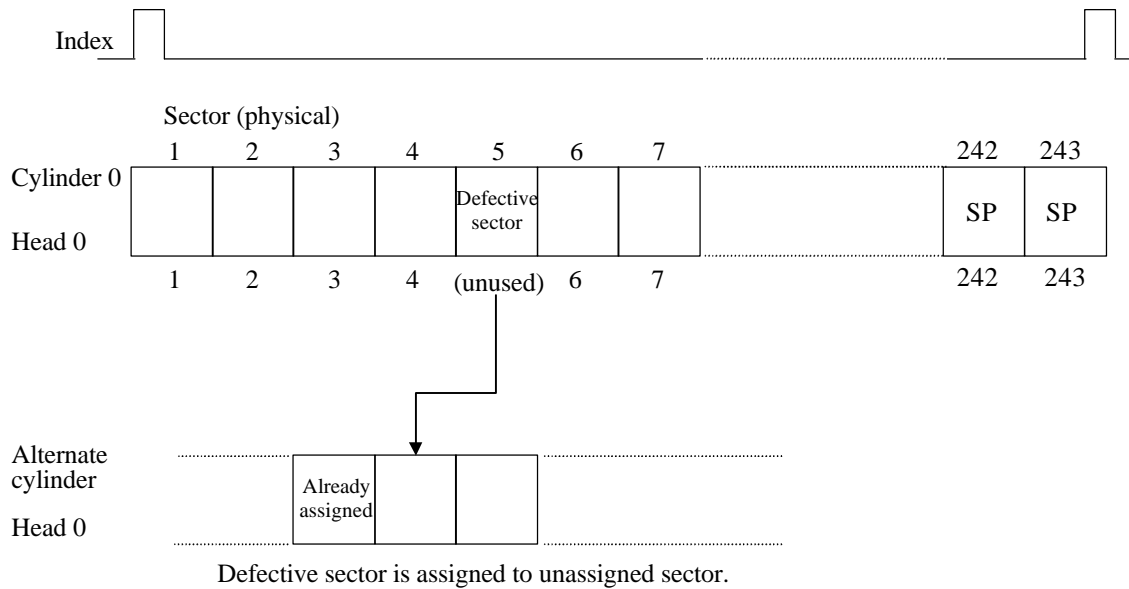 Index
Sector (physical)
1 2 3 4 5 6 7 242 243
Cylinder 0
Defective
sector
SP SP
Head 0
1 2 3 4 (unused) 6 7 242 243
Alternate
cylinder
Already
assigned
Head 0
Defective sector is assigned to unassigned sector.